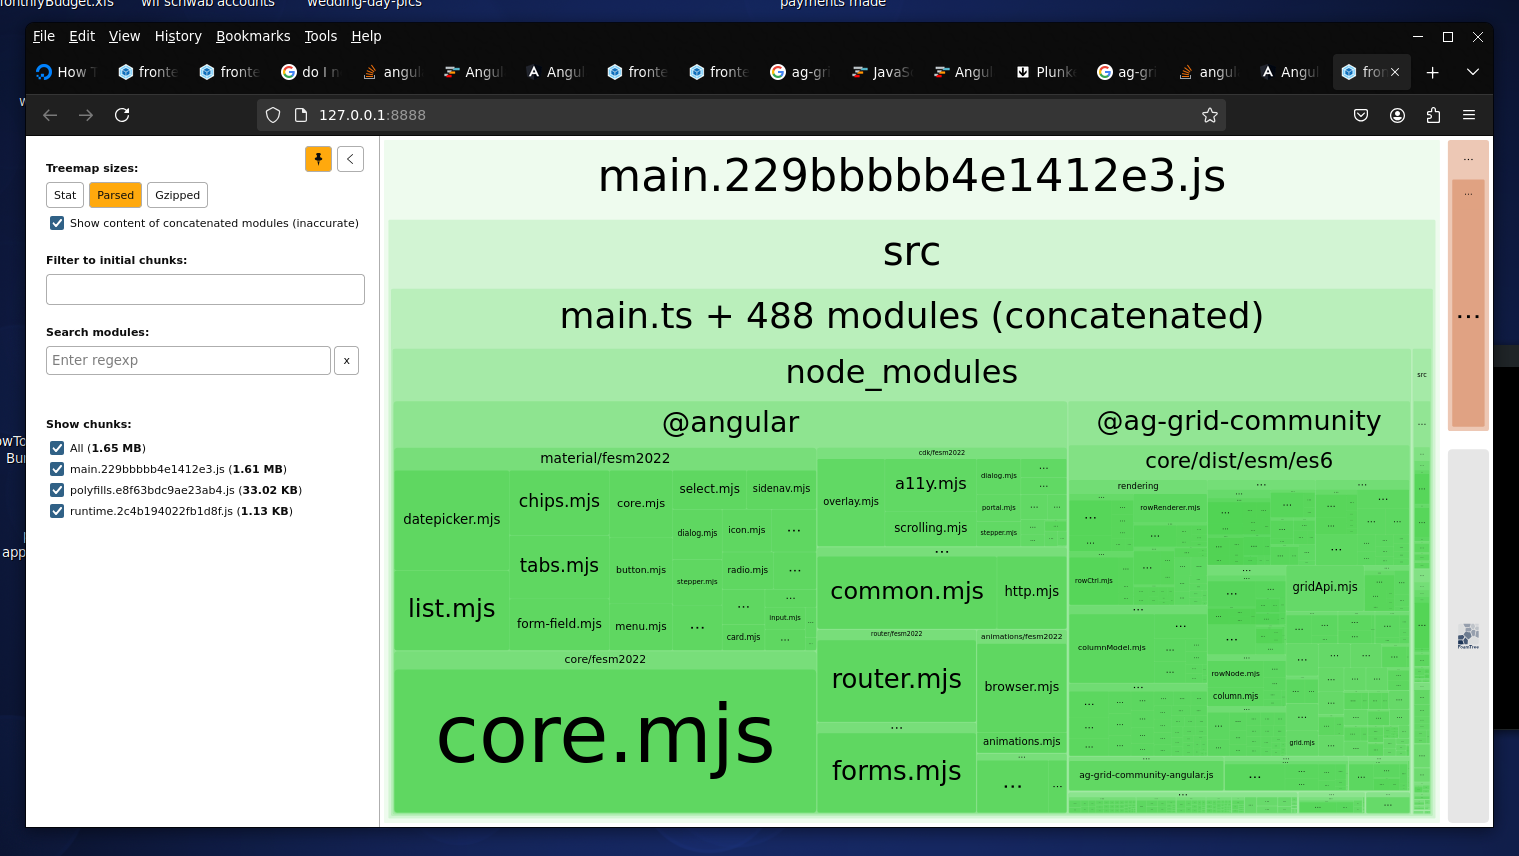 wii schwab accounts
wedding-day-pics
payments made
File Edit View History Bookmarks Tools Help
How T
fronte
fronte
do I n
angul
Angul
Angul
fronte
fronte
ag-gri
JavaSc
Angul
Plunke
ag-gri
angul
Angul
fron
127.0.0.1:8888
Treemap sizes:
Stat Parsed Gzipped
Show content of concatenated modules (inaccurate)
Filter to initial chunks:
Search modules:
Enter regexp x
Show chunks:
All (1.65 MB)
main.229bbbbb4e1412e3.js (1.61 MB)
polyfills.e8f63bdc9ae23ab4.js (33.02 KB)
runtime.2c4b194022fb1d8f.js (1.13 KB)
main.229bbbbb4e1412e3.js
src
main.ts + 488 modules (concatenated)
node_modules
src
@angular
material/fesm2022
datepicker.mjs
list.mjs
chips.mjs
tabs.mjs
form-field.mjs
core.mjs
button.mjs
menu.mjs
select.mjs
sidenav.mjs
dialog.mjs
icon.mjs
...
stepper.mjs
radio.mjs
...
...
...
...
input.mjs
card.mjs
...
core/fesm2022
core.mjs
cdk/fesm2022
overlay.mjs
a11y.mjs
scrolling.mjs
dialog.mjs
portal.mjs
stepper.mjs
...
common.mjs
http.mjs
router/fesm2022
router.mjs
animations/fesm2022
browser.mjs
animations.mjs
...
forms.mjs
...
...
@ag-grid-community
core/dist/esm/es6
rendering
rowRenderer.mjs
rowCtrl.mjs
columnModel.mjs
gridApi.mjs
rowNode.mjs
column.mjs
grid.mjs
ag-grid-community-angular.js
...
...
...
...
FoamTree